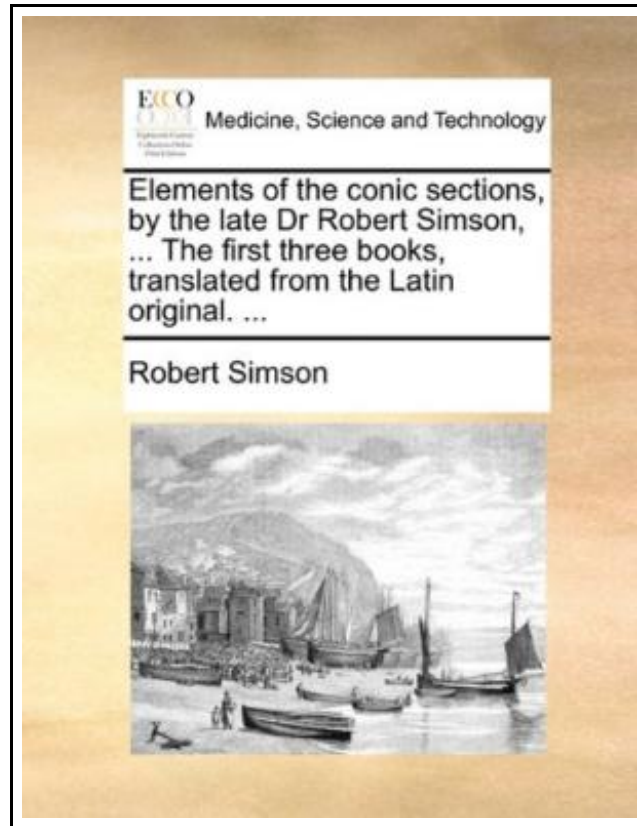 ECCO
Medicine, Science and Technology
Elements of the conic sections,
by the late Dr Robert Simson,
... The first three books,
translated from the Latin
original. ...
Robert Simson